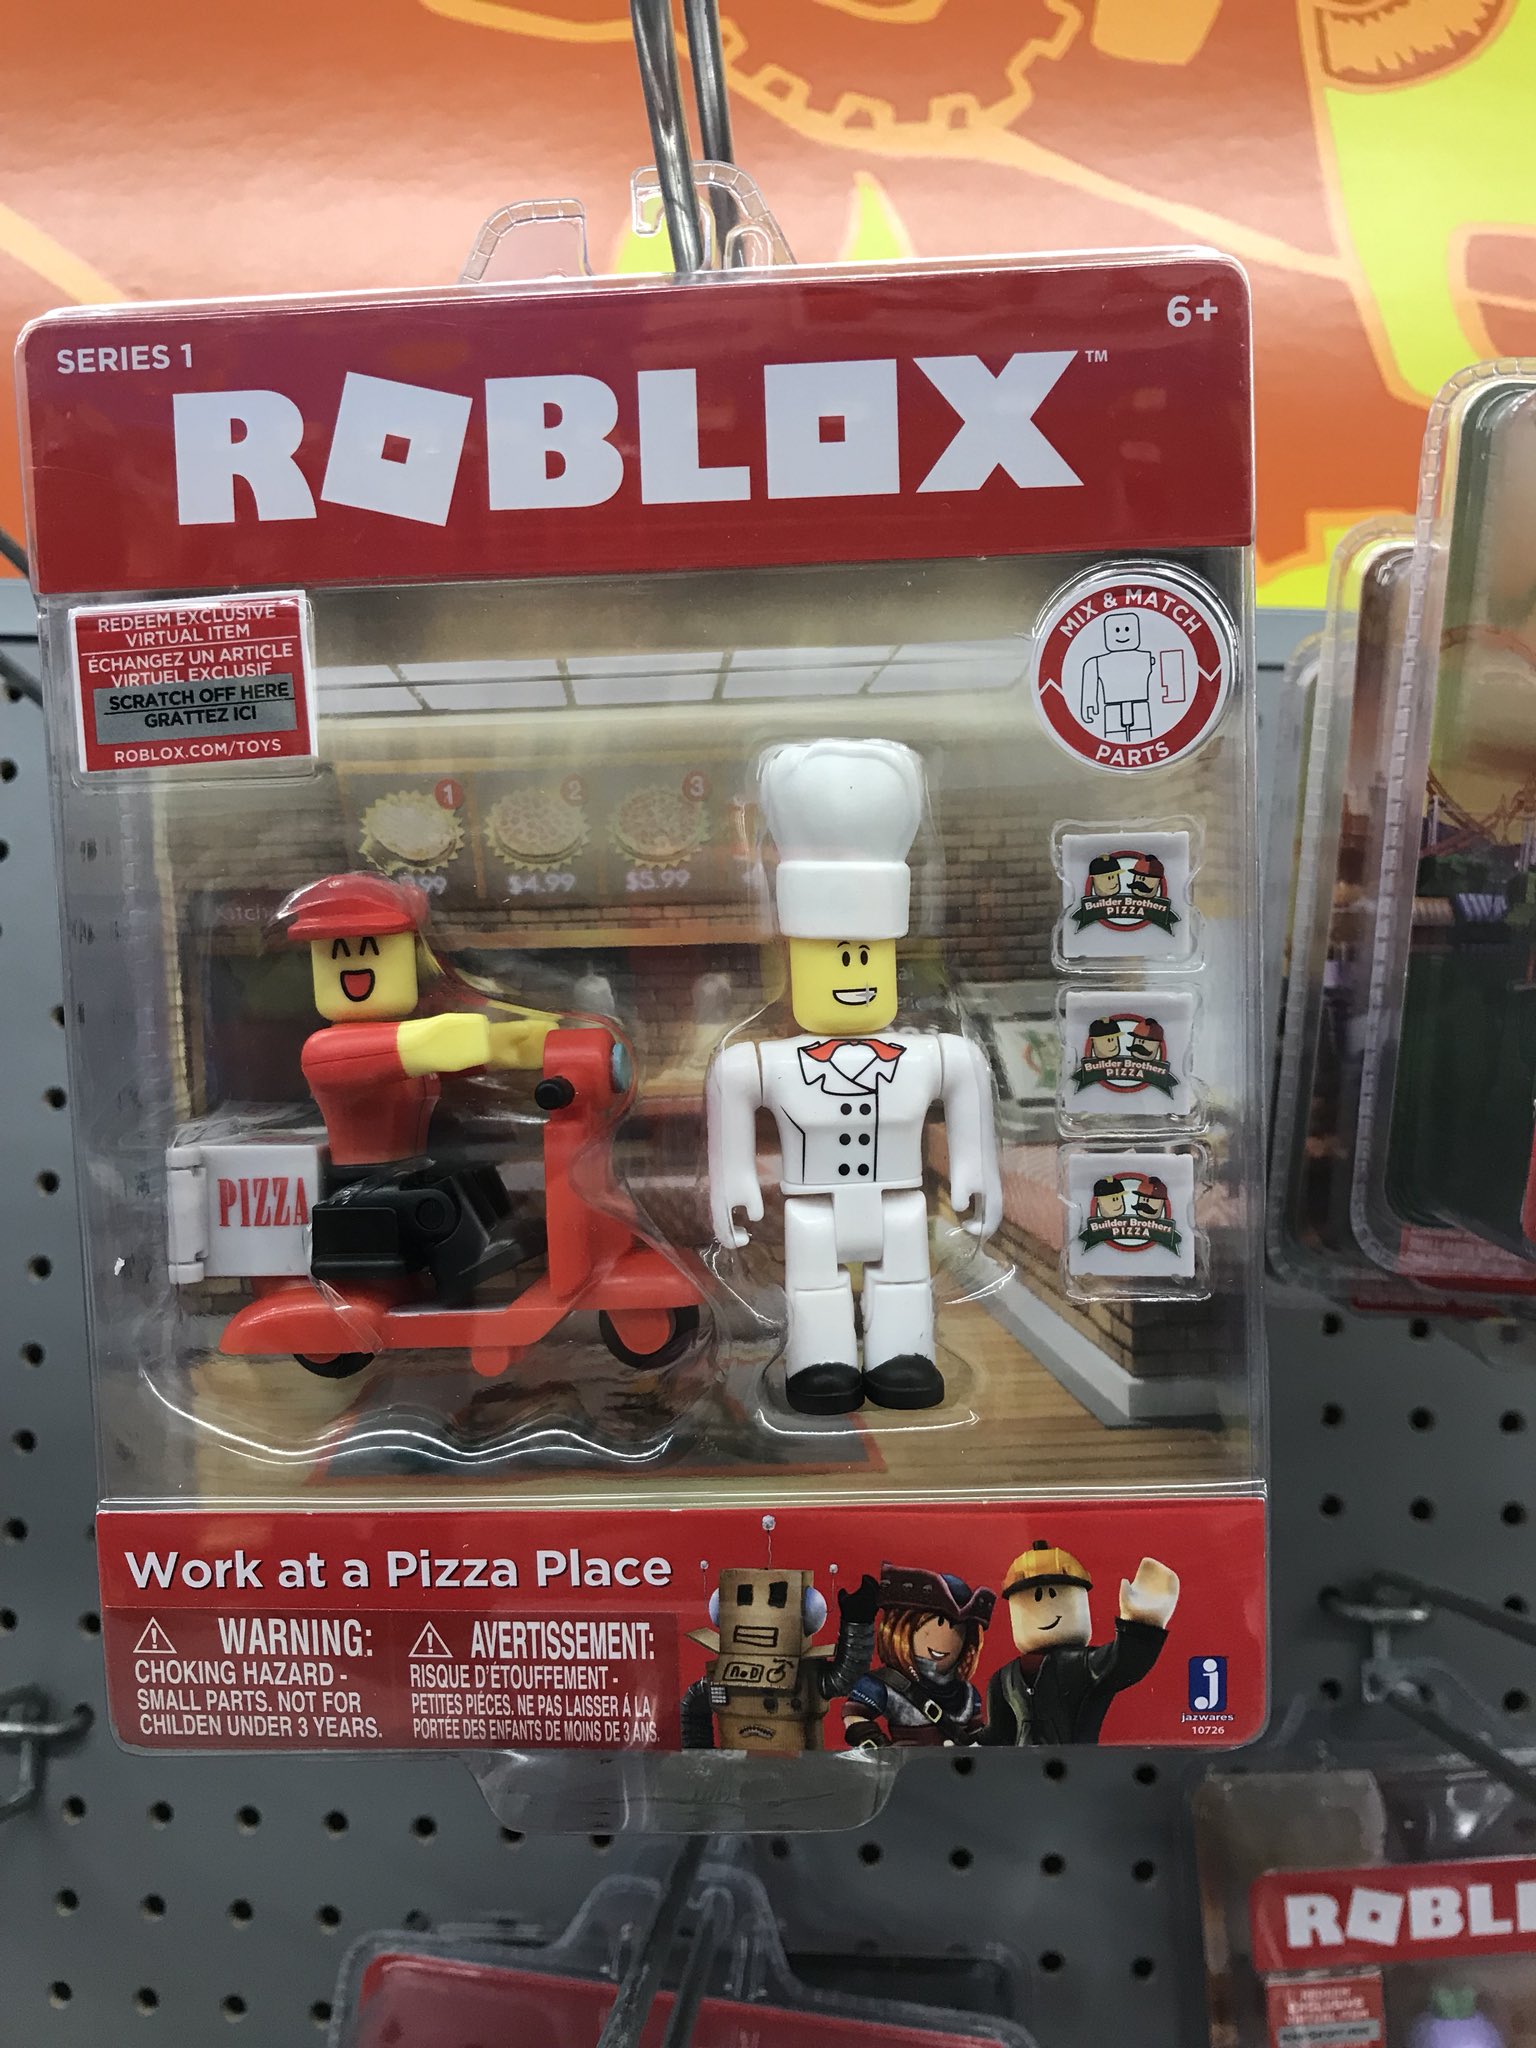 6+
SERIES 1
ROBLOX™
REDEEM EXCLUSIVE
VIRTUAL ITEM
ÉCHANGEZ UN ARTICLE
VIRTUEL EXCLUSIF
SCRATCH OFF HERE
GRATTEZ ICI
ROBLOX.COM/TOYS
MIX & MATCH
PARTS
1
2
3
$4.99
$5.99
Builder Brothers
PIZZA
Builder Brothers
PIZZA
Builder Brothers
PIZZA
PIZZA
Work at a Pizza Place
WARNING:
CHOKING HAZARD -
SMALL PARTS. NOT FOR
CHILDEN UNDER 3 YEARS.
AVERTISSEMENT:
RISQUE D'ÉTOUFFEMENT -
PETITES PIÉCES. NE PAS LAISSER Á LA
PORTÉE DES ENFANTS DE MOINS DE 3 ANS.
jazwares
10726
ROBL